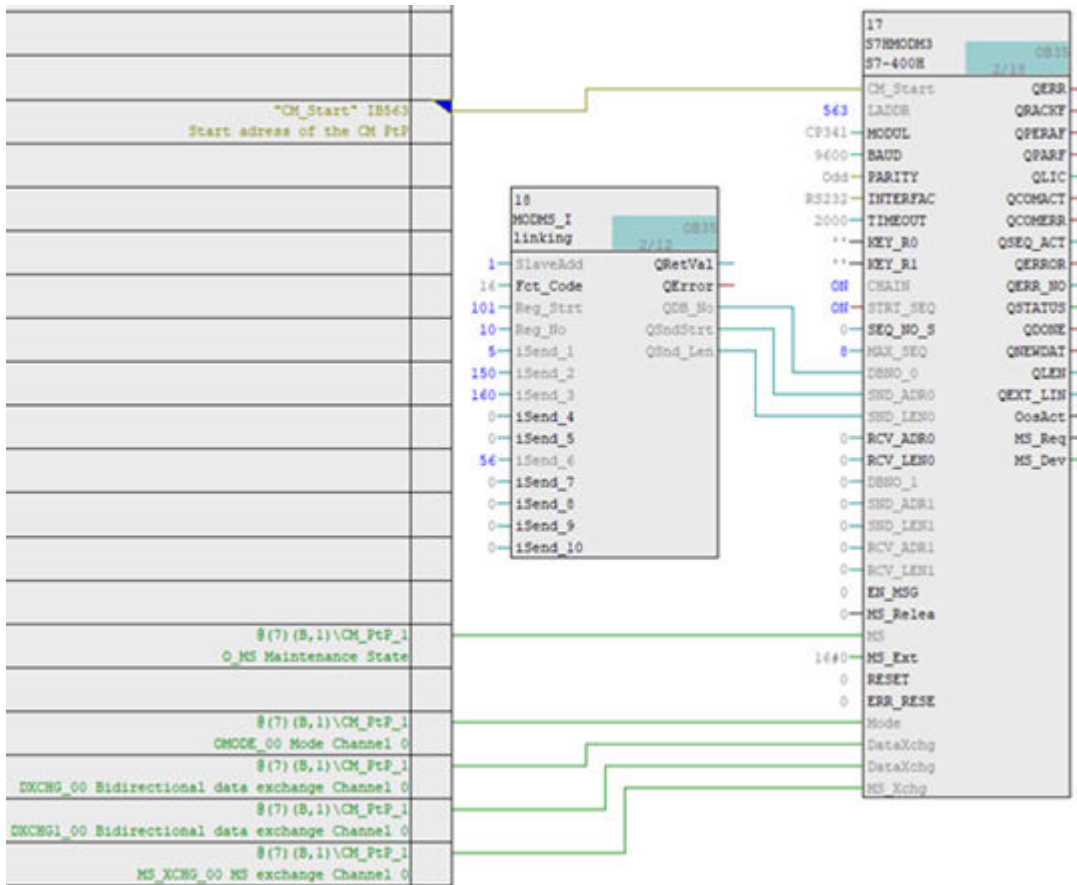 "CM_Start" IB563
Start adress of the CM PtP
@(7)(B,1)\CM_PtP_1
O_MS Maintenance State
@(7)(B,1)\CM_PtP_1
OMODE_00 Mode Channel 0
@(7)(B,1)\CM_PtP_1
DXCHG_00 Bidirectional data exchange Channel 0
@(7)(B,1)\CM_PtP_1
DXCHG1_00 Bidirectional data exchange Channel 0
@(7)(B,1)\CM_PtP_1
MS_XCHG_00 MS exchange Channel 0
18
MODMS_I OB35
linking 2/12
1 SlaveAdd QRetVal
16 Fct_Code QError
101 Reg_Strt QDB_No
10 Reg_No QSndStrt
5 iSend_1 QSnd_Len
150 iSend_2
160 iSend_3
0 iSend_4
0 iSend_5
56 iSend_6
0 iSend_7
0 iSend_8
0 iSend_9
0 iSend_10
17
S7HMODM3 OB35
S7-400H 2/18
CM_Start QERR
563 LADDR QRACKF
CP341 MODUL QPERAF
9600 BAUD QPARF
Odd PARITY QLIC
RS232 INTERFAC QCOMACT
2000 TIMEOUT QCOMERR
'' KEY_R0 QSEQ_ACT
'' KEY_R1 QERROR
ON CHAIN QERR_NO
ON STRT_SEQ QSTATUS
0 SEQ_NO_S QDONE
8 MAX_SEQ QNEWDAT
DBNO_0 QLEN
SND_ADR0 QEXT_LIN
SND_LEN0 OosAct
0 RCV_ADR0 MS_Req
0 RCV_LEN0 MS_Dev
0 DBNO_1
0 SND_ADR1
0 SND_LEN1
0 RCV_ADR1
0 RCV_LEN1
0 EN_MSG
0 MS_Relea
MS
16#0 MS_Ext
0 RESET
0 ERR_RESE
Mode
DataXchg
DataXchg
MS_Xchg